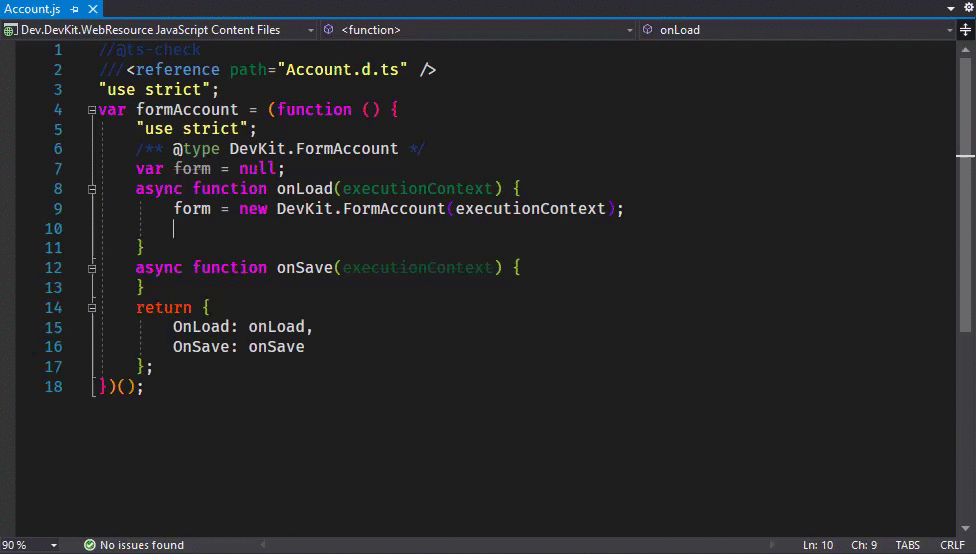 Account.js
Dev.DevKit.WebResource JavaScript Content Files <function> onLoad
1 //@ts-check
2 ///<reference path="Account.d.ts" />
3 "use strict";
4 var formAccount = (function () {
5 "use strict";
6 /** @type DevKit.FormAccount */
7 var form = null;
8 async function onLoad(executionContext) {
9 form = new DevKit.FormAccount(executionContext);
10
11 }
12 async function onSave(executionContext) {
13 }
14 return {
15 OnLoad: onLoad,
16 OnSave: onSave
17 };
18 })();
90 % No issues found Ln: 10 Ch: 9 TABS CRLF